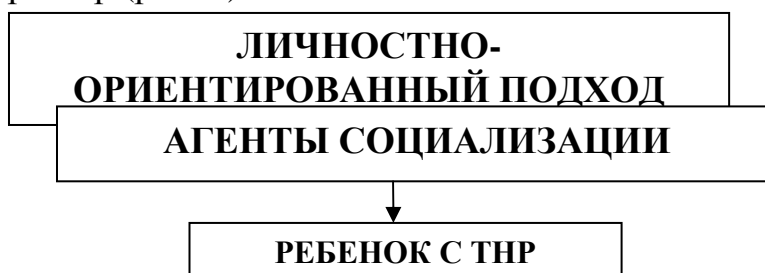 ЛИЧНОСТНО-
ОРИЕНТИРОВАННЫЙ ПОДХОД
АГЕНТЫ СОЦИАЛИЗАЦИИ
РЕБЕНОК С ТНР